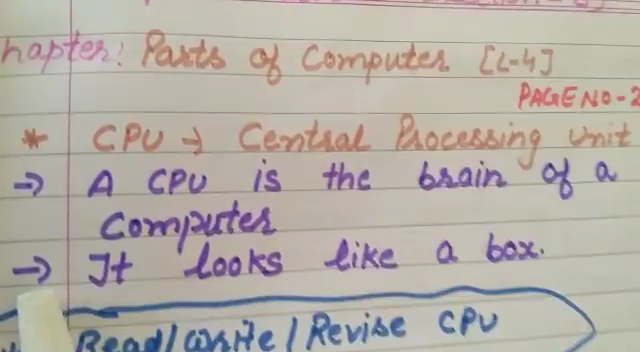 hapter: Parts of Computer [L-4]
PAGE NO-2
* CPU → Central Processing Unit
→ A CPU is the brain of a
Computer
→ It looks like a box.
Read/write/Revise CPU